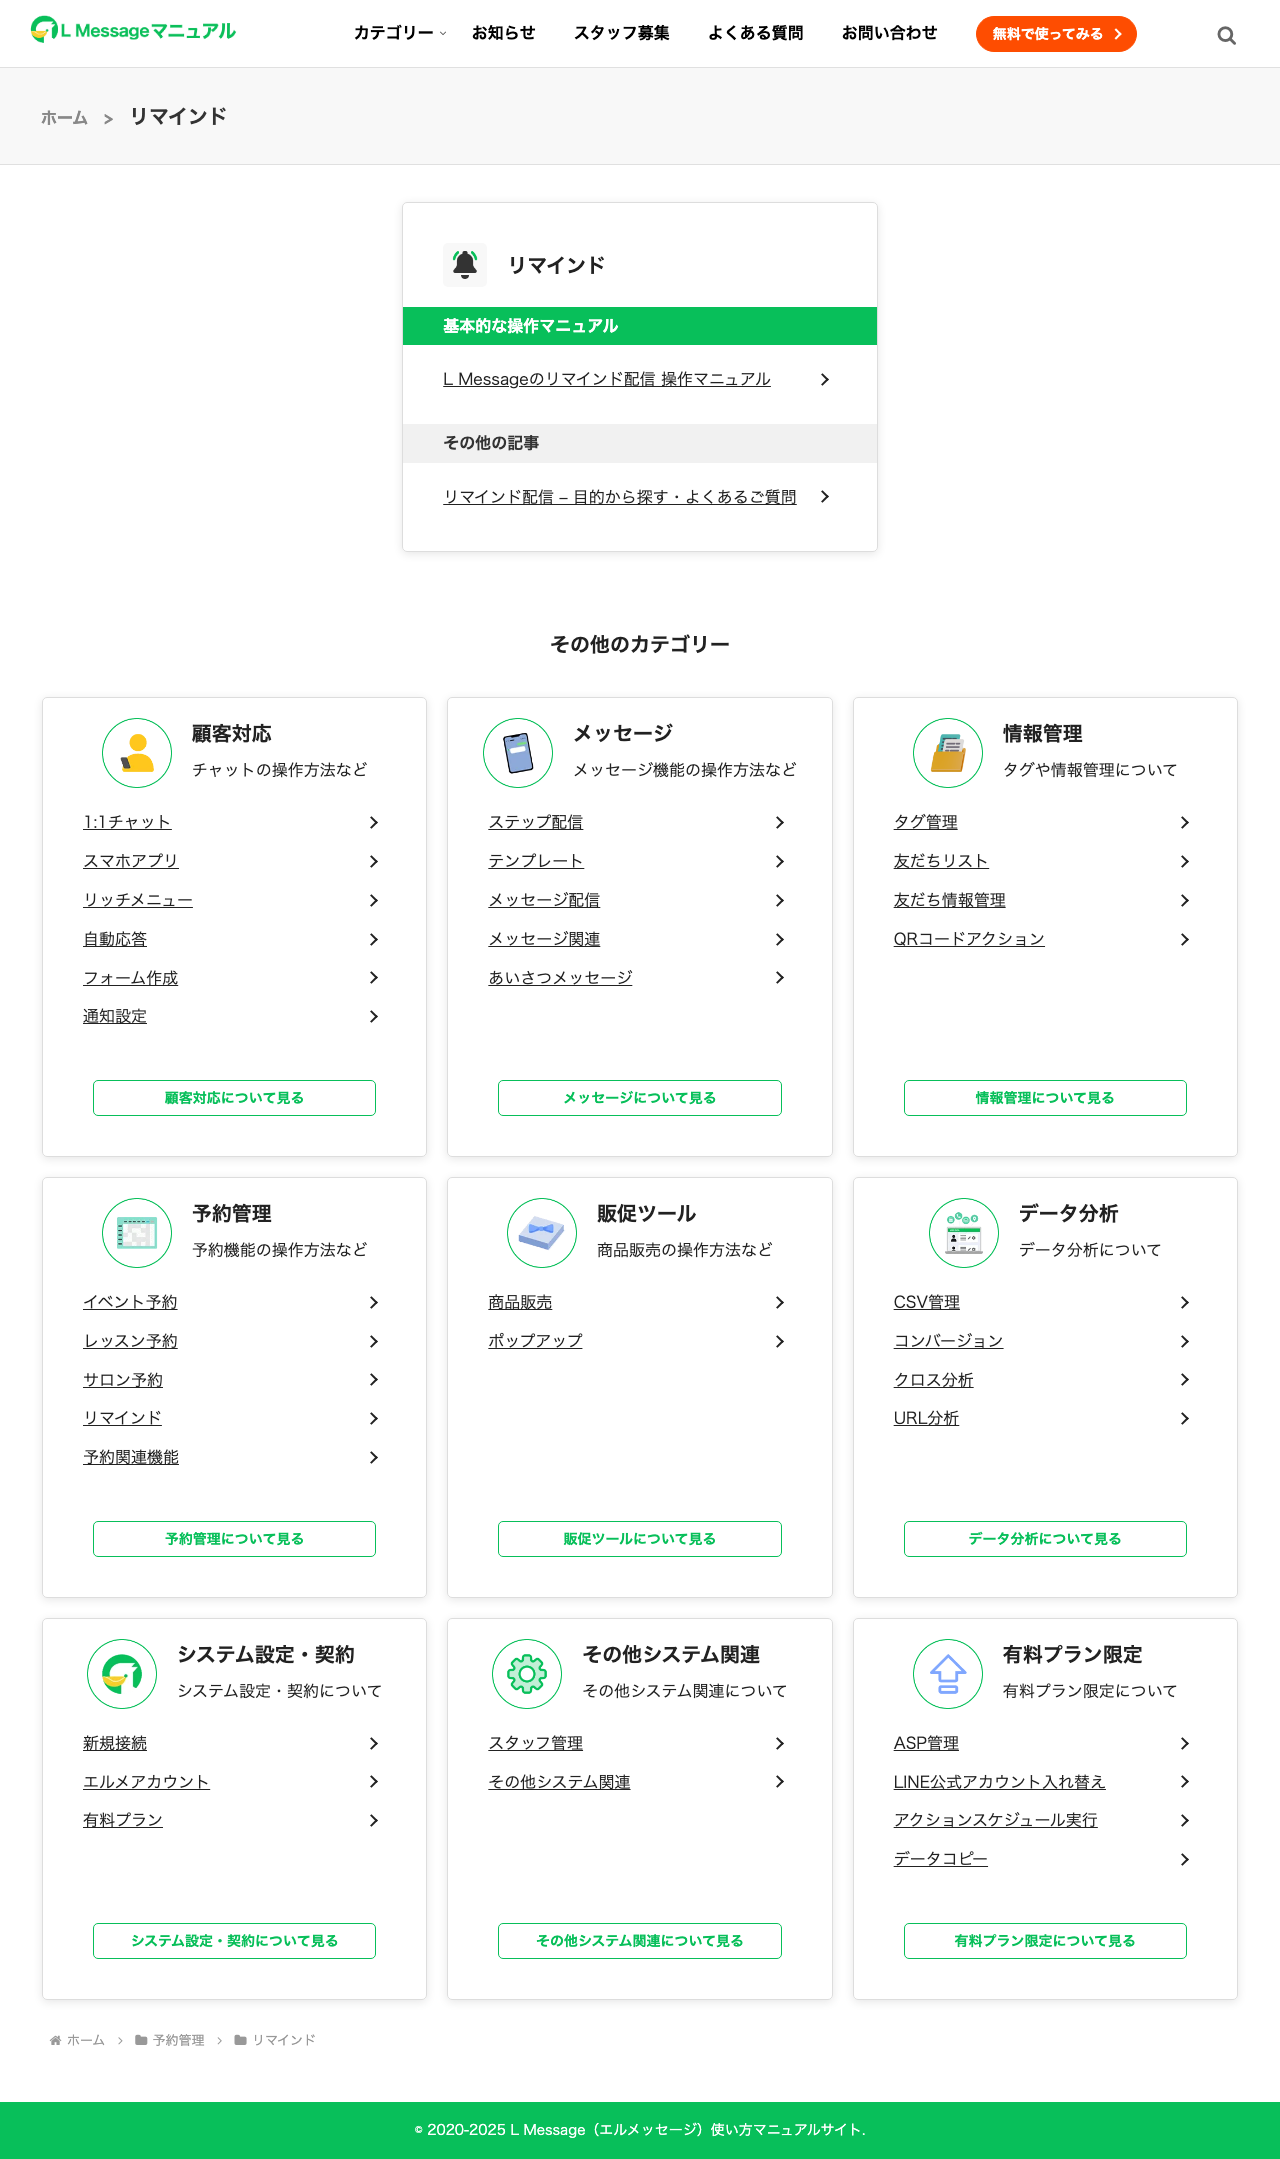 L Messageマニュアル
カテゴリー お知らせ スタッフ募集 よくある質問 お問い合わせ 無料で使ってみる
ホーム > リマインド
リマインド
基本的な操作マニュアル
L Messageのリマインド配信 操作マニュアル
その他の記事
リマインド配信 – 目的から探す・よくあるご質問
その他のカテゴリー
顧客対応
チャットの操作方法など
1:1チャット
スマホアプリ
リッチメニュー
自動応答
フォーム作成
通知設定
顧客対応について見る
メッセージ
メッセージ機能の操作方法など
ステップ配信
テンプレート
メッセージ配信
メッセージ関連
あいさつメッセージ
メッセージについて見る
情報管理
タグや情報管理について
タグ管理
友だちリスト
友だち情報管理
QRコードアクション
情報管理について見る
予約管理
予約機能の操作方法など
イベント予約
レッスン予約
サロン予約
リマインド
予約関連機能
予約管理について見る
販促ツール
商品販売の操作方法など
商品販売
ポップアップ
販促ツールについて見る
データ分析
データ分析について
CSV管理
コンバージョン
クロス分析
URL分析
データ分析について見る
システム設定・契約
システム設定・契約について
新規接続
エルメアカウント
有料プラン
システム設定・契約について見る
その他システム関連
その他システム関連について
スタッフ管理
その他システム関連
その他システム関連について見る
有料プラン限定
有料プラン限定について
ASP管理
LINE公式アカウント入れ替え
アクションスケジュール実行
データコピー
有料プラン限定について見る
ホーム > 予約管理 > リマインド
© 2020-2025 L Message（エルメッセージ）使い方マニュアルサイト.